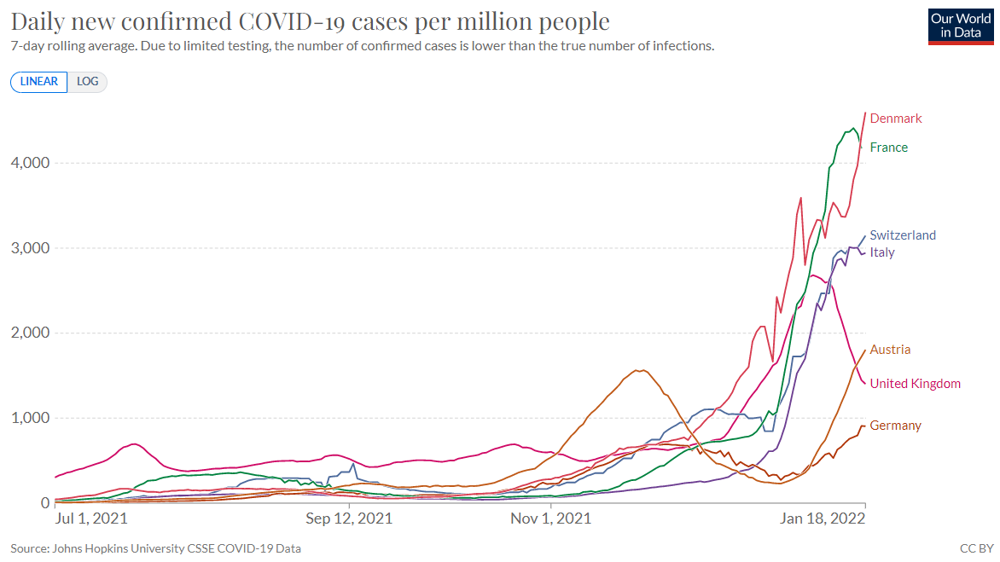 Daily new confirmed COVID-19 cases per million people
Our World
in Data
7-day rolling average. Due to limited testing, the number of confirmed cases is lower than the true number of infections.
LINEAR LOG
Denmark
France
4,000
Switzerland
3,000
Italy
2,000
Austria
United Kingdom
1,000
Germany
0
Jul 1, 2021 Sep 12, 2021 Nov 1, 2021 Jan 18, 2022
Source: Johns Hopkins University CSSE COVID-19 Data CC BY